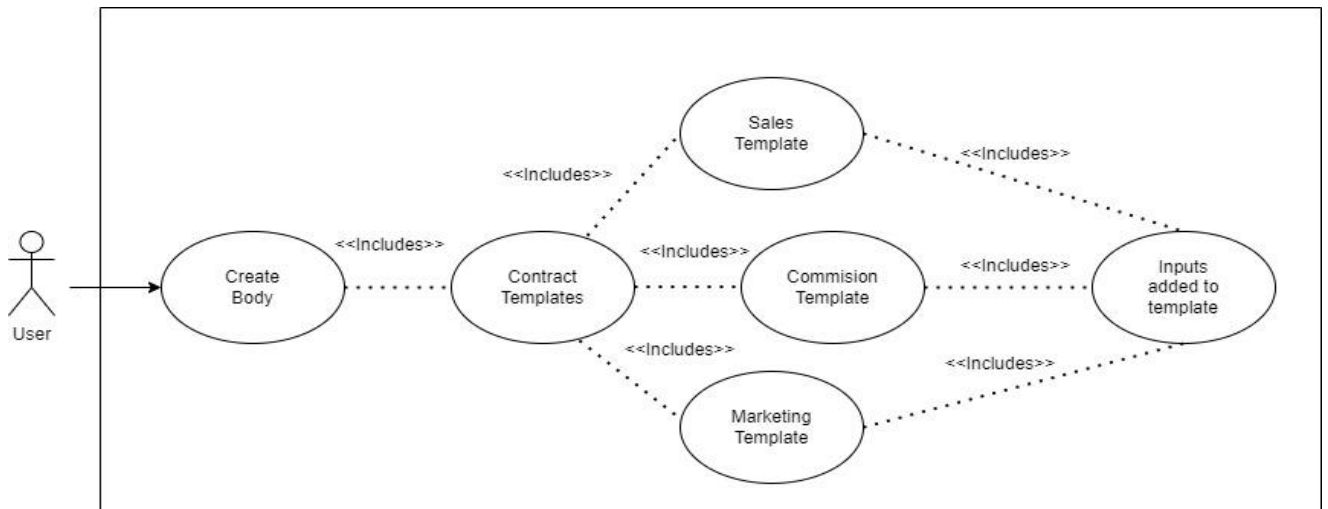 Sales
Template
<<Includes>>
<<Includes>>
<<Includes>>
<<Includes>>
<<Includes>>
Create
Body
Contract
Templates
Commision
Template
Inputs
added to
template
User
<<Includes>>
<<Includes>>
Marketing
Template